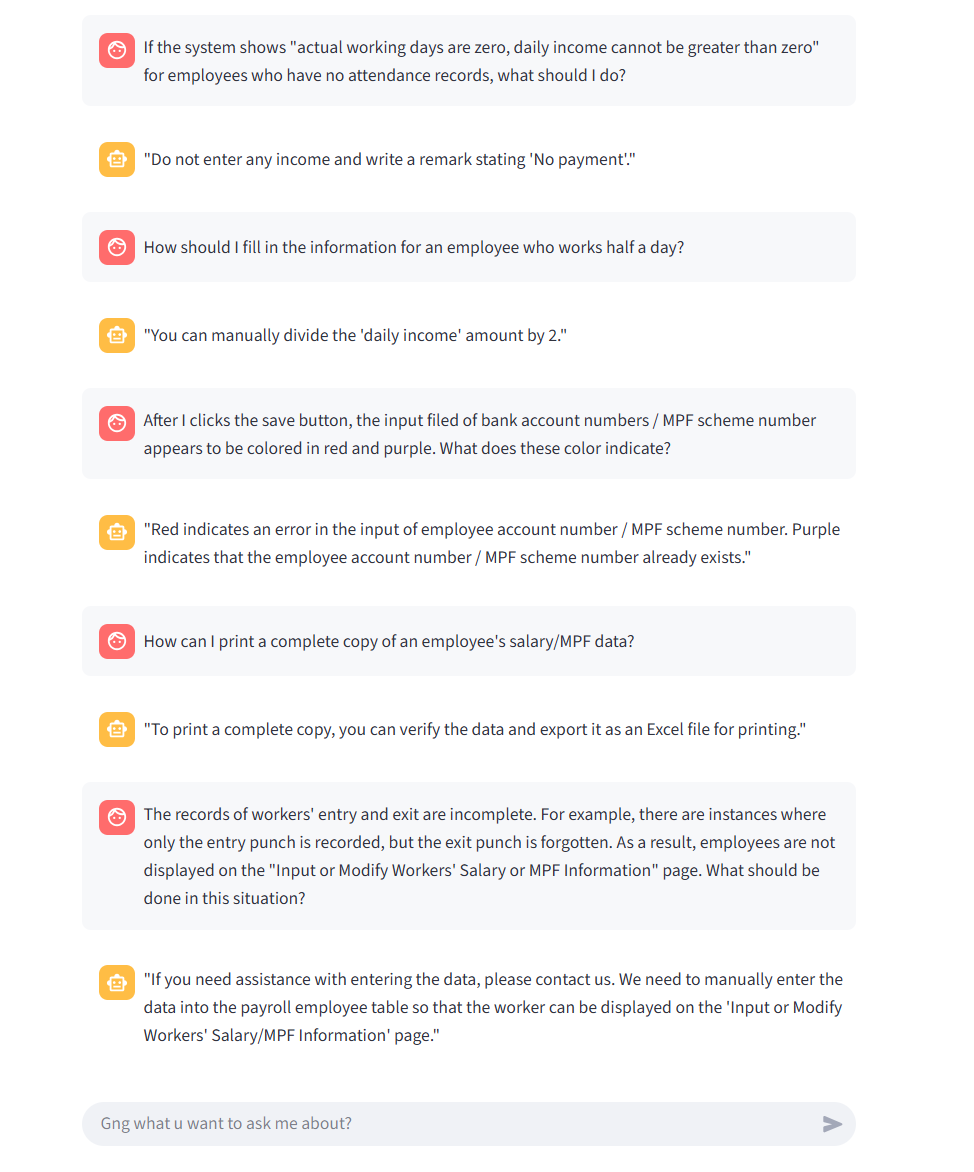 If the system shows "actual working days are zero, daily income cannot be greater than zero"
for employees who have no attendance records, what should I do?
"Do not enter any income and write a remark stating 'No payment'."
How should I fill in the information for an employee who works half a day?
"You can manually divide the 'daily income' amount by 2."
After I clicks the save button, the input filed of bank account numbers / MPF scheme number
appears to be colored in red and purple. What does these color indicate?
"Red indicates an error in the input of employee account number / MPF scheme number. Purple
indicates that the employee account number / MPF scheme number already exists."
How can I print a complete copy of an employee's salary/MPF data?
"To print a complete copy, you can verify the data and export it as an Excel file for printing."
The records of workers' entry and exit are incomplete. For example, there are instances where
only the entry punch is recorded, but the exit punch is forgotten. As a result, employees are not
displayed on the "Input or Modify Workers' Salary or MPF Information" page. What should be
done in this situation?
"If you need assistance with entering the data, please contact us. We need to manually enter the
data into the payroll employee table so that the worker can be displayed on the 'Input or Modify
Workers' Salary/MPF Information' page."
Gng what u want to ask me about?